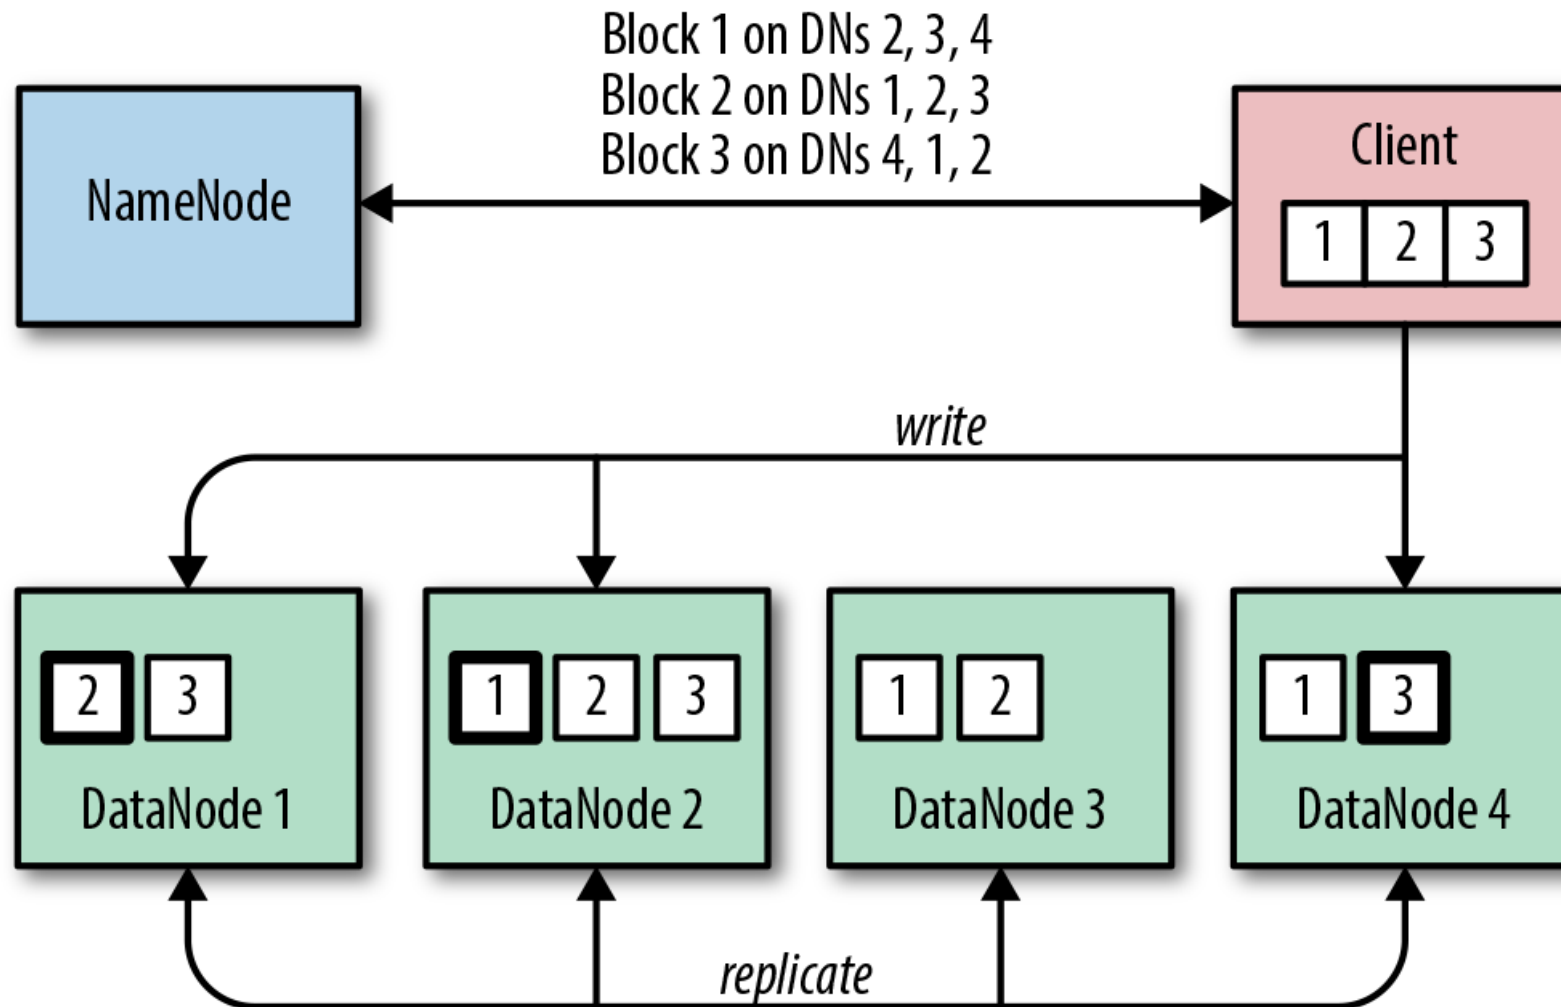 Block 1 on DNs 2, 3, 4
Block 2 on DNs 1, 2, 3
Block 3 on DNs 4, 1, 2
NameNode
Client
1 2 3
write
2 3
DataNode 1
1 2 3
DataNode 2
1 2
DataNode 3
1 3
DataNode 4
replicate